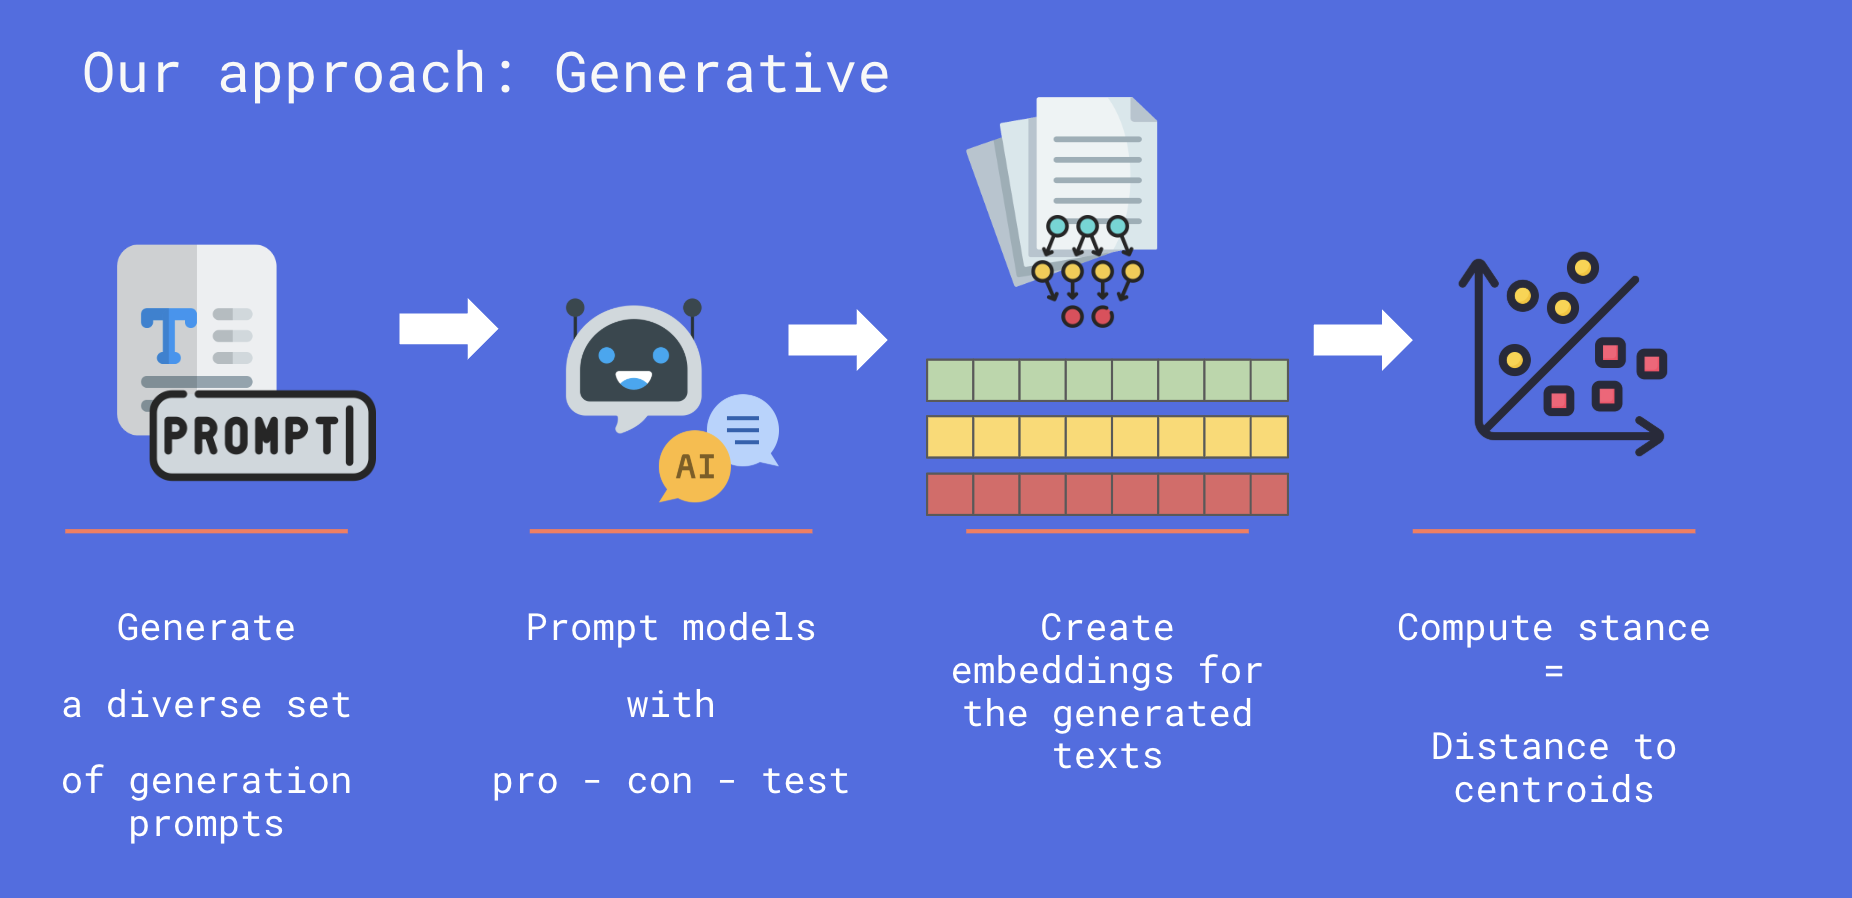 Our approach: Generative
T
PROMPT
AI
Generate
a diverse set
of generation
prompts
Prompt models
with
pro - con - test
Create
embeddings for
the generated
texts
Compute stance
=
Distance to
centroids